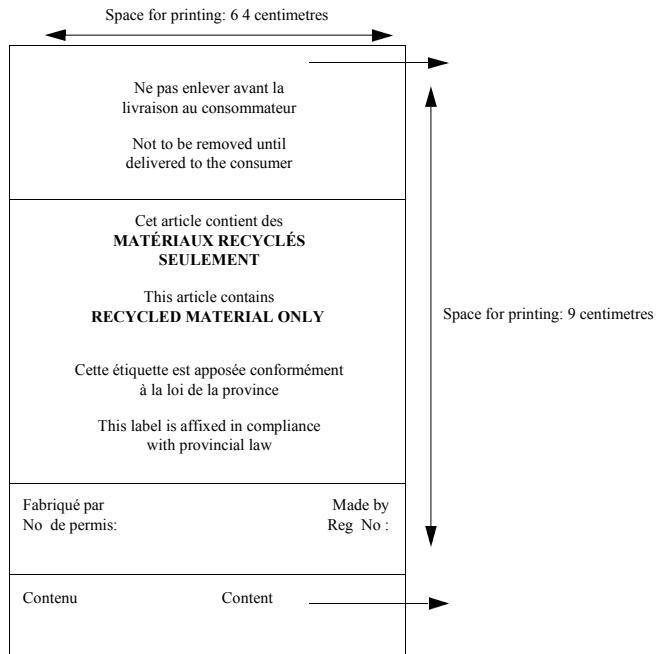 Space for printing: 6 4 centimetres
Ne pas enlever avant la
livraison au consommateur
Not to be removed until
delivered to the consumer
Cet article contient des
MATÉRIAUX RECYCLÉS
SEULEMENT
This article contains
RECYCLED MATERIAL ONLY
Space for printing: 9 centimetres
Cette étiquette est apposée conformément
à la loi de la province
This label is affixed in compliance
with provincial law
Fabriqué par Made by
No de permis: Reg No :
Contenu Content